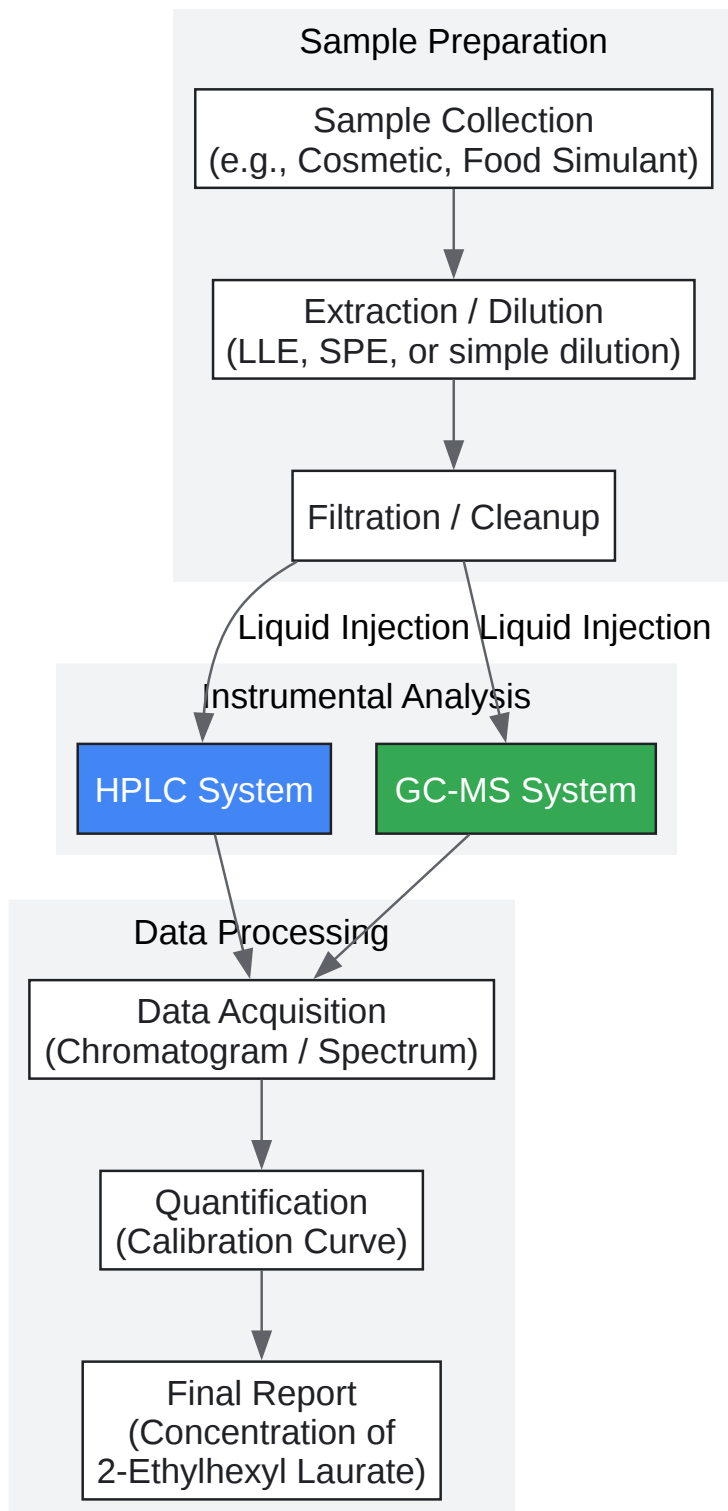 Sample Preparation
Sample Collection
(e.g., Cosmetic, Food Simulant)
Extraction / Dilution
(LLE, SPE, or simple dilution)
Filtration / Cleanup
Liquid Injection
Liquid Injection
Instrumental Analysis
HPLC System
GC-MS System
Data Processing
Data Acquisition
(Chromatogram / Spectrum)
Quantification
(Calibration Curve)
Final Report
(Concentration of
2-Ethylhexyl Laurate)